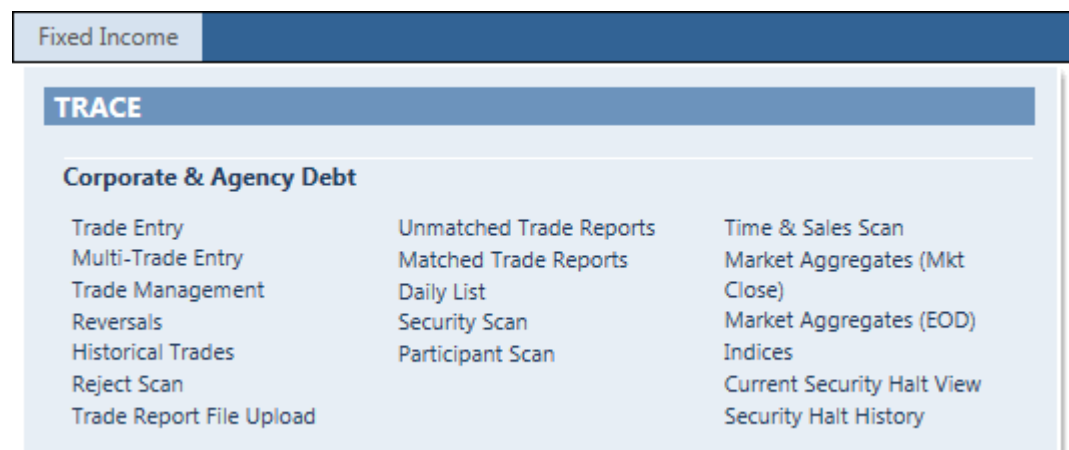 Fixed Income
TRACE
Corporate & Agency Debt
Trade Entry
Multi-Trade Entry
Trade Management
Reversals
Historical Trades
Reject Scan
Trade Report File Upload
Unmatched Trade Reports
Matched Trade Reports
Daily List
Security Scan
Participant Scan
Time & Sales Scan
Market Aggregates (Mkt
Close)
Market Aggregates (EOD)
Indices
Current Security Halt View
Security Halt History